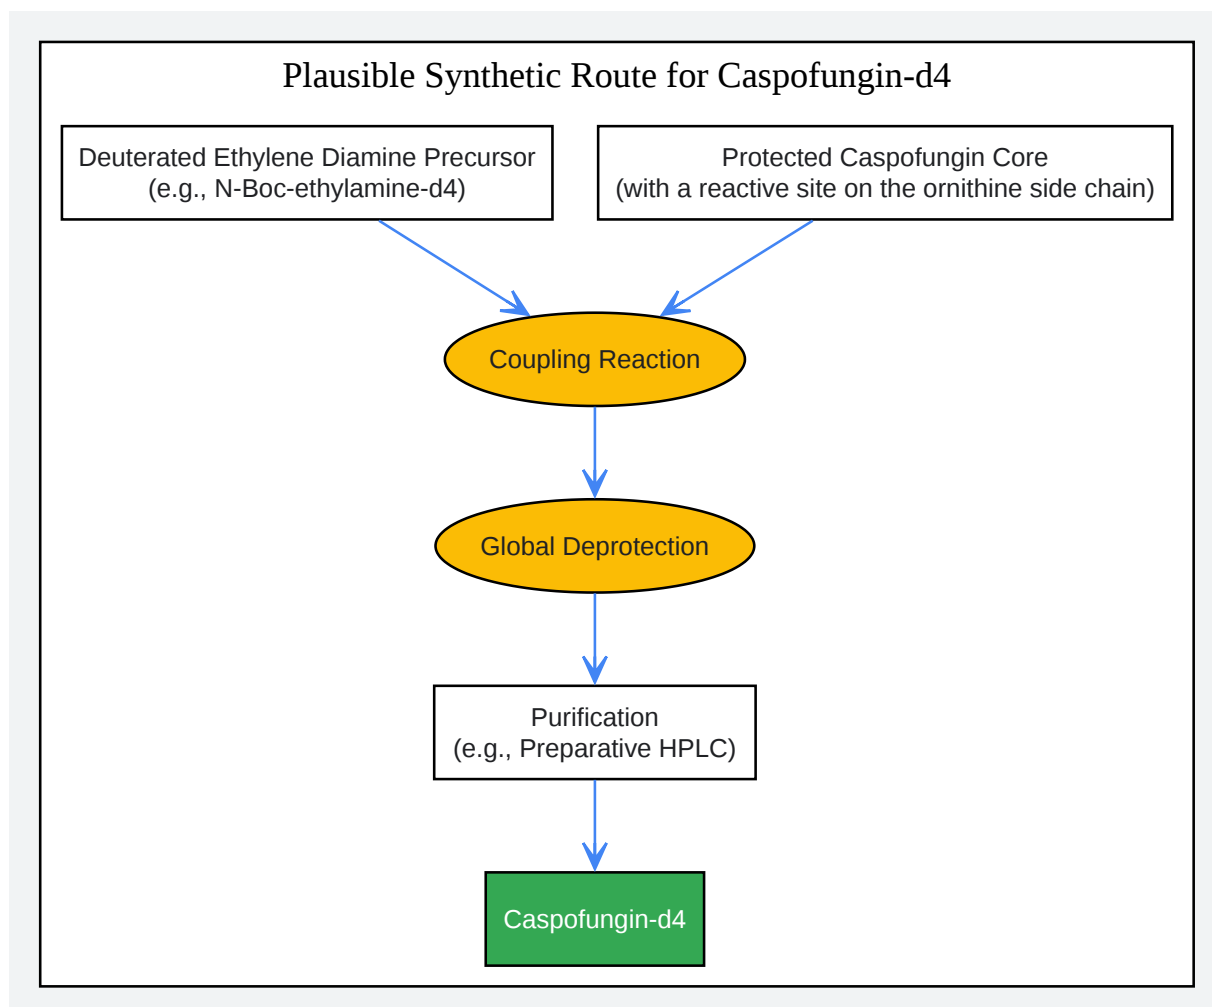 Plausible Synthetic Route for Caspofungin-d4
Deuterated Ethylene Diamine Precursor
(e.g., N-Boc-ethylamine-d4)
Protected Caspofungin Core
(with a reactive site on the ornithine side chain)
Coupling Reaction
Global Deprotection
Purification
(e.g., Preparative HPLC)
Caspofungin-d4